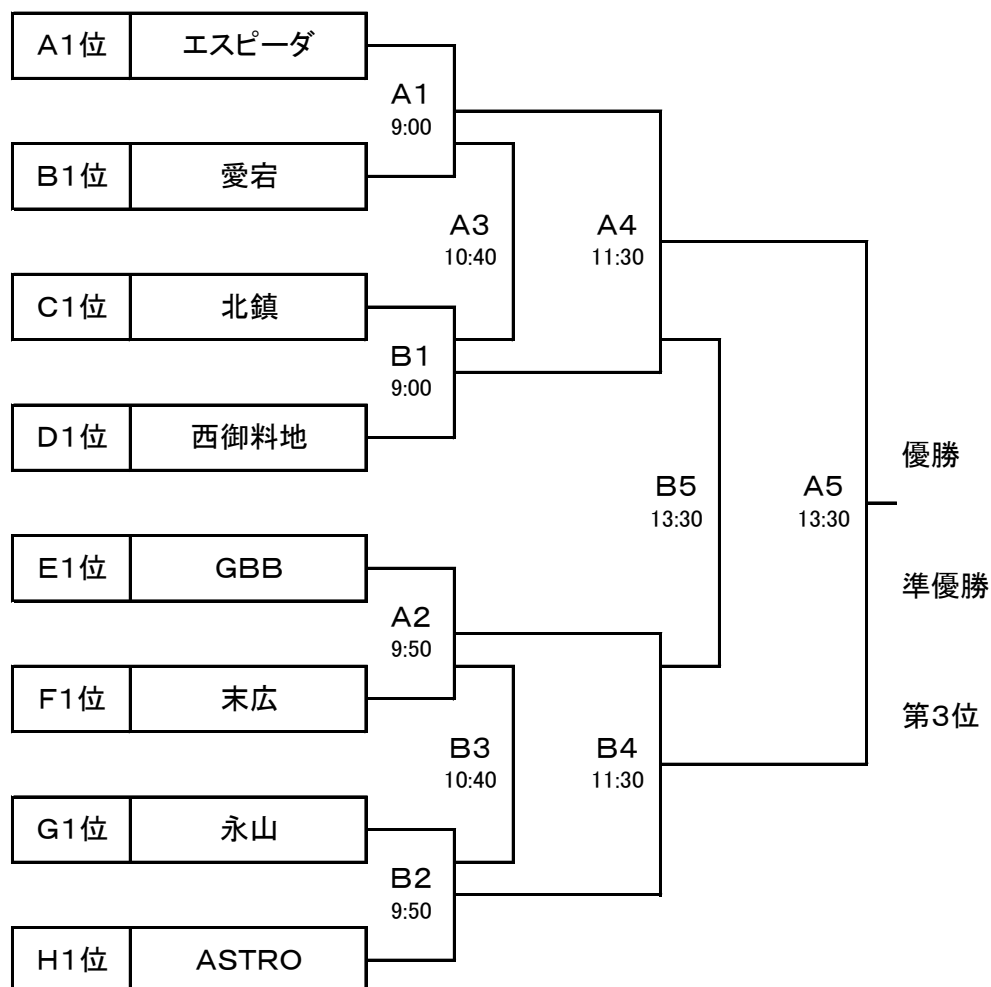 A1位 エスピーダ
A1
9:00
B1位 愛宕
A3
10:40
A4
11:30
C1位 北鎮
B1
9:00
D1位 西御料地
優勝
B5
13:30
A5
13:30
E1位 GBB
準優勝
A2
9:50
F1位 末広
第3位
B3
10:40
B4
11:30
G1位 永山
B2
9:50
H1位 ASTRO